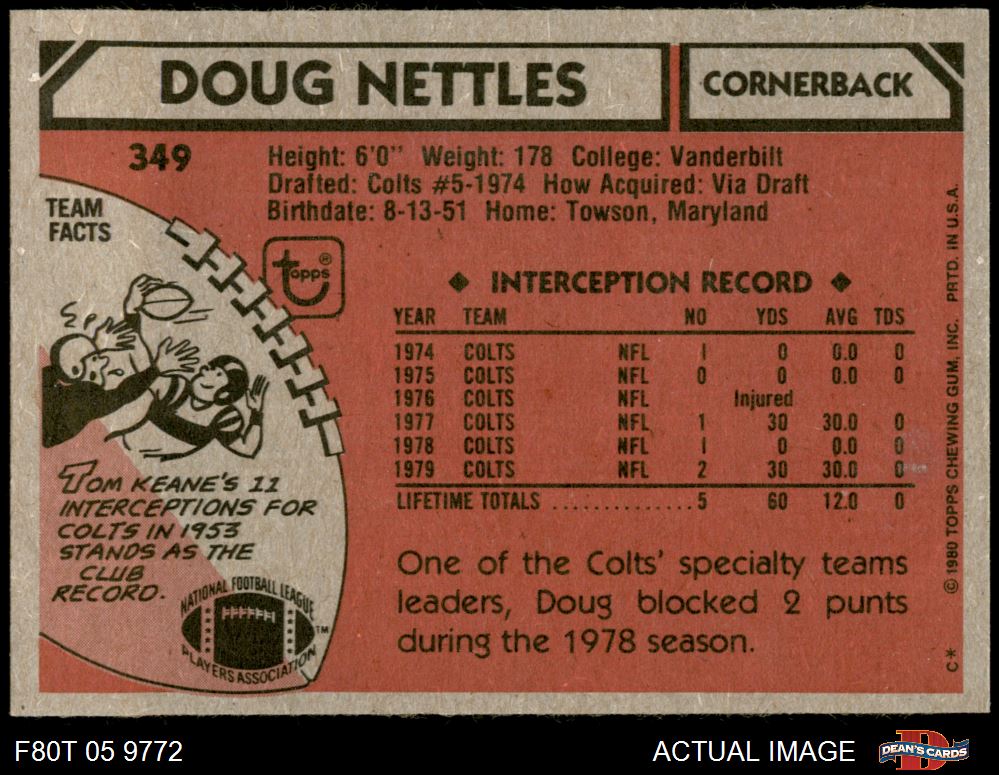 DOUG NETTLES
CORNERBACK
349
Height: 6'0" Weight: 178 College: Vanderbilt
Drafted: Colts #5-1974 How Acquired: Via Draft
Birthdate: 8-13-51 Home: Towson, Maryland
TEAM
FACTS
topps®
◆ INTERCEPTION RECORD ◆
YEAR TEAM NO YDS AVG TDS
1974 COLTS NFL 1 0 0.0 0
1975 COLTS NFL 0 0 0.0 0
1976 COLTS NFL Injured
1977 COLTS NFL 1 30 30.0 0
1978 COLTS NFL 1 0 0.0 0
1979 COLTS NFL 2 30 30.0 0
LIFETIME TOTALS ............ 5 60 12.0 0
TOM KEANE'S 11
INTERCEPTIONS FOR
COLTS IN 1953
STANDS AS THE
CLUB
RECORD.
NATIONAL FOOTBALL LEAGUE
PLAYERS ASSOCIATION
TM
One of the Colts' specialty teams
leaders, Doug blocked 2 punts
during the 1978 season.
C* © 1980 TOPPS CHEWING GUM, INC. PRTD. IN U.S.A.
F80T 05 9772
ACTUAL IMAGE
D
DEAN'S CARDS